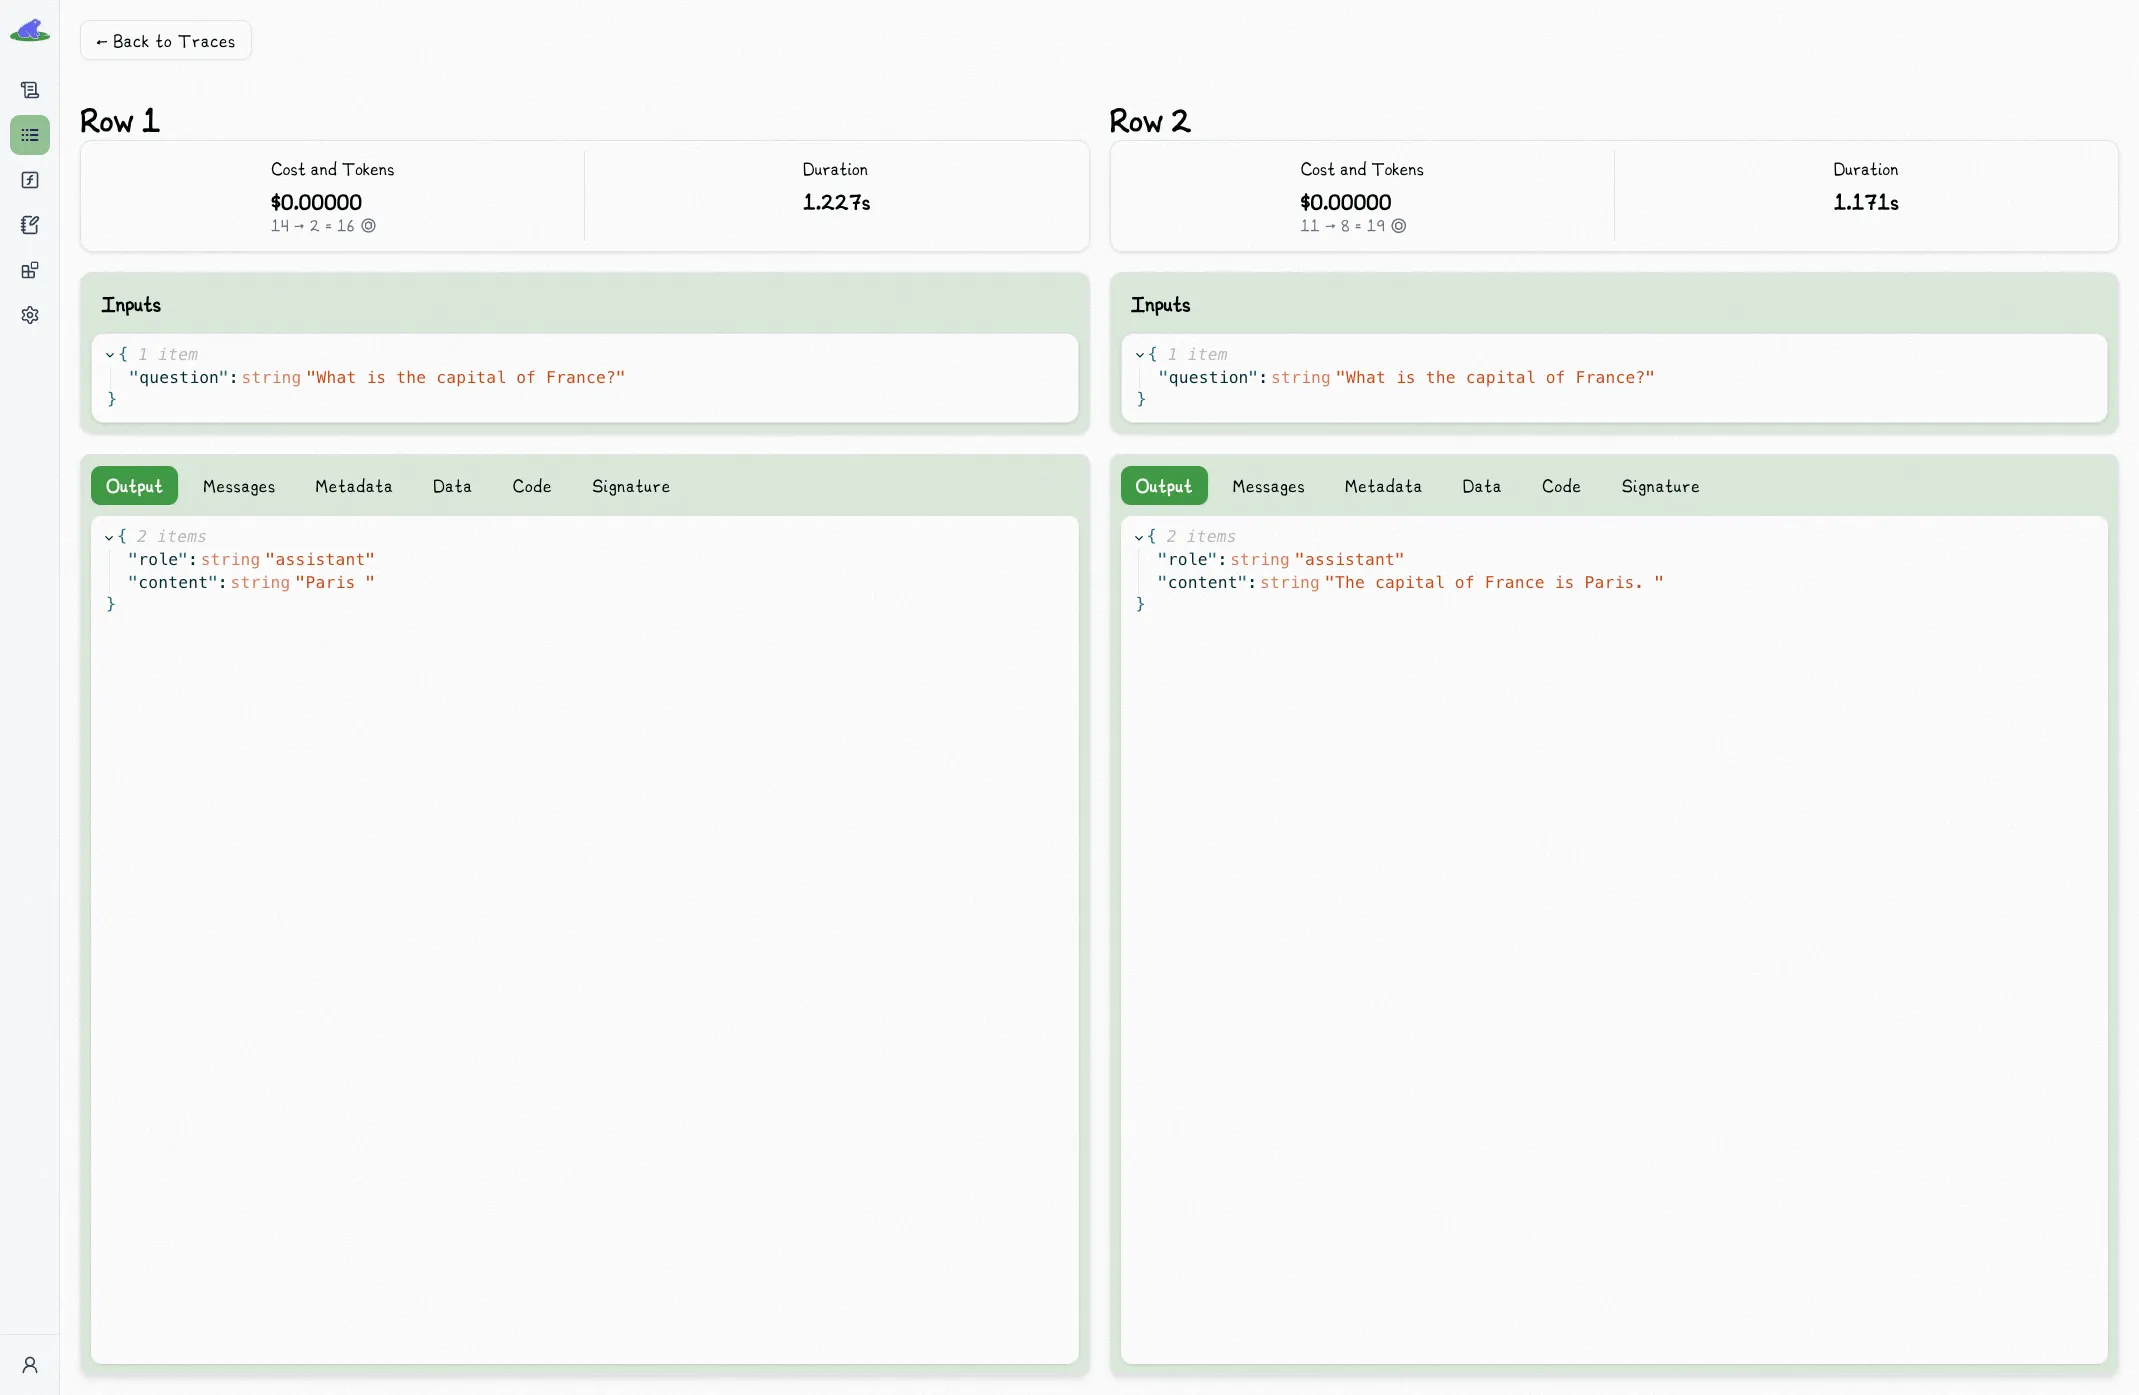 ← Back to Traces
Row 1
Cost and Tokens
$0.00000
14 → 2 = 16
Duration
1.227s
Inputs
{ 1 item
"question": string "What is the capital of France?"
}
Output Messages Metadata Data Code Signature
{ 2 items
"role": string "assistant"
"content": string "Paris "
}
Row 2
Cost and Tokens
$0.00000
11 → 8 = 19
Duration
1.171s
Inputs
{ 1 item
"question": string "What is the capital of France?"
}
Output Messages Metadata Data Code Signature
{ 2 items
"role": string "assistant"
"content": string "The capital of France is Paris. "
}